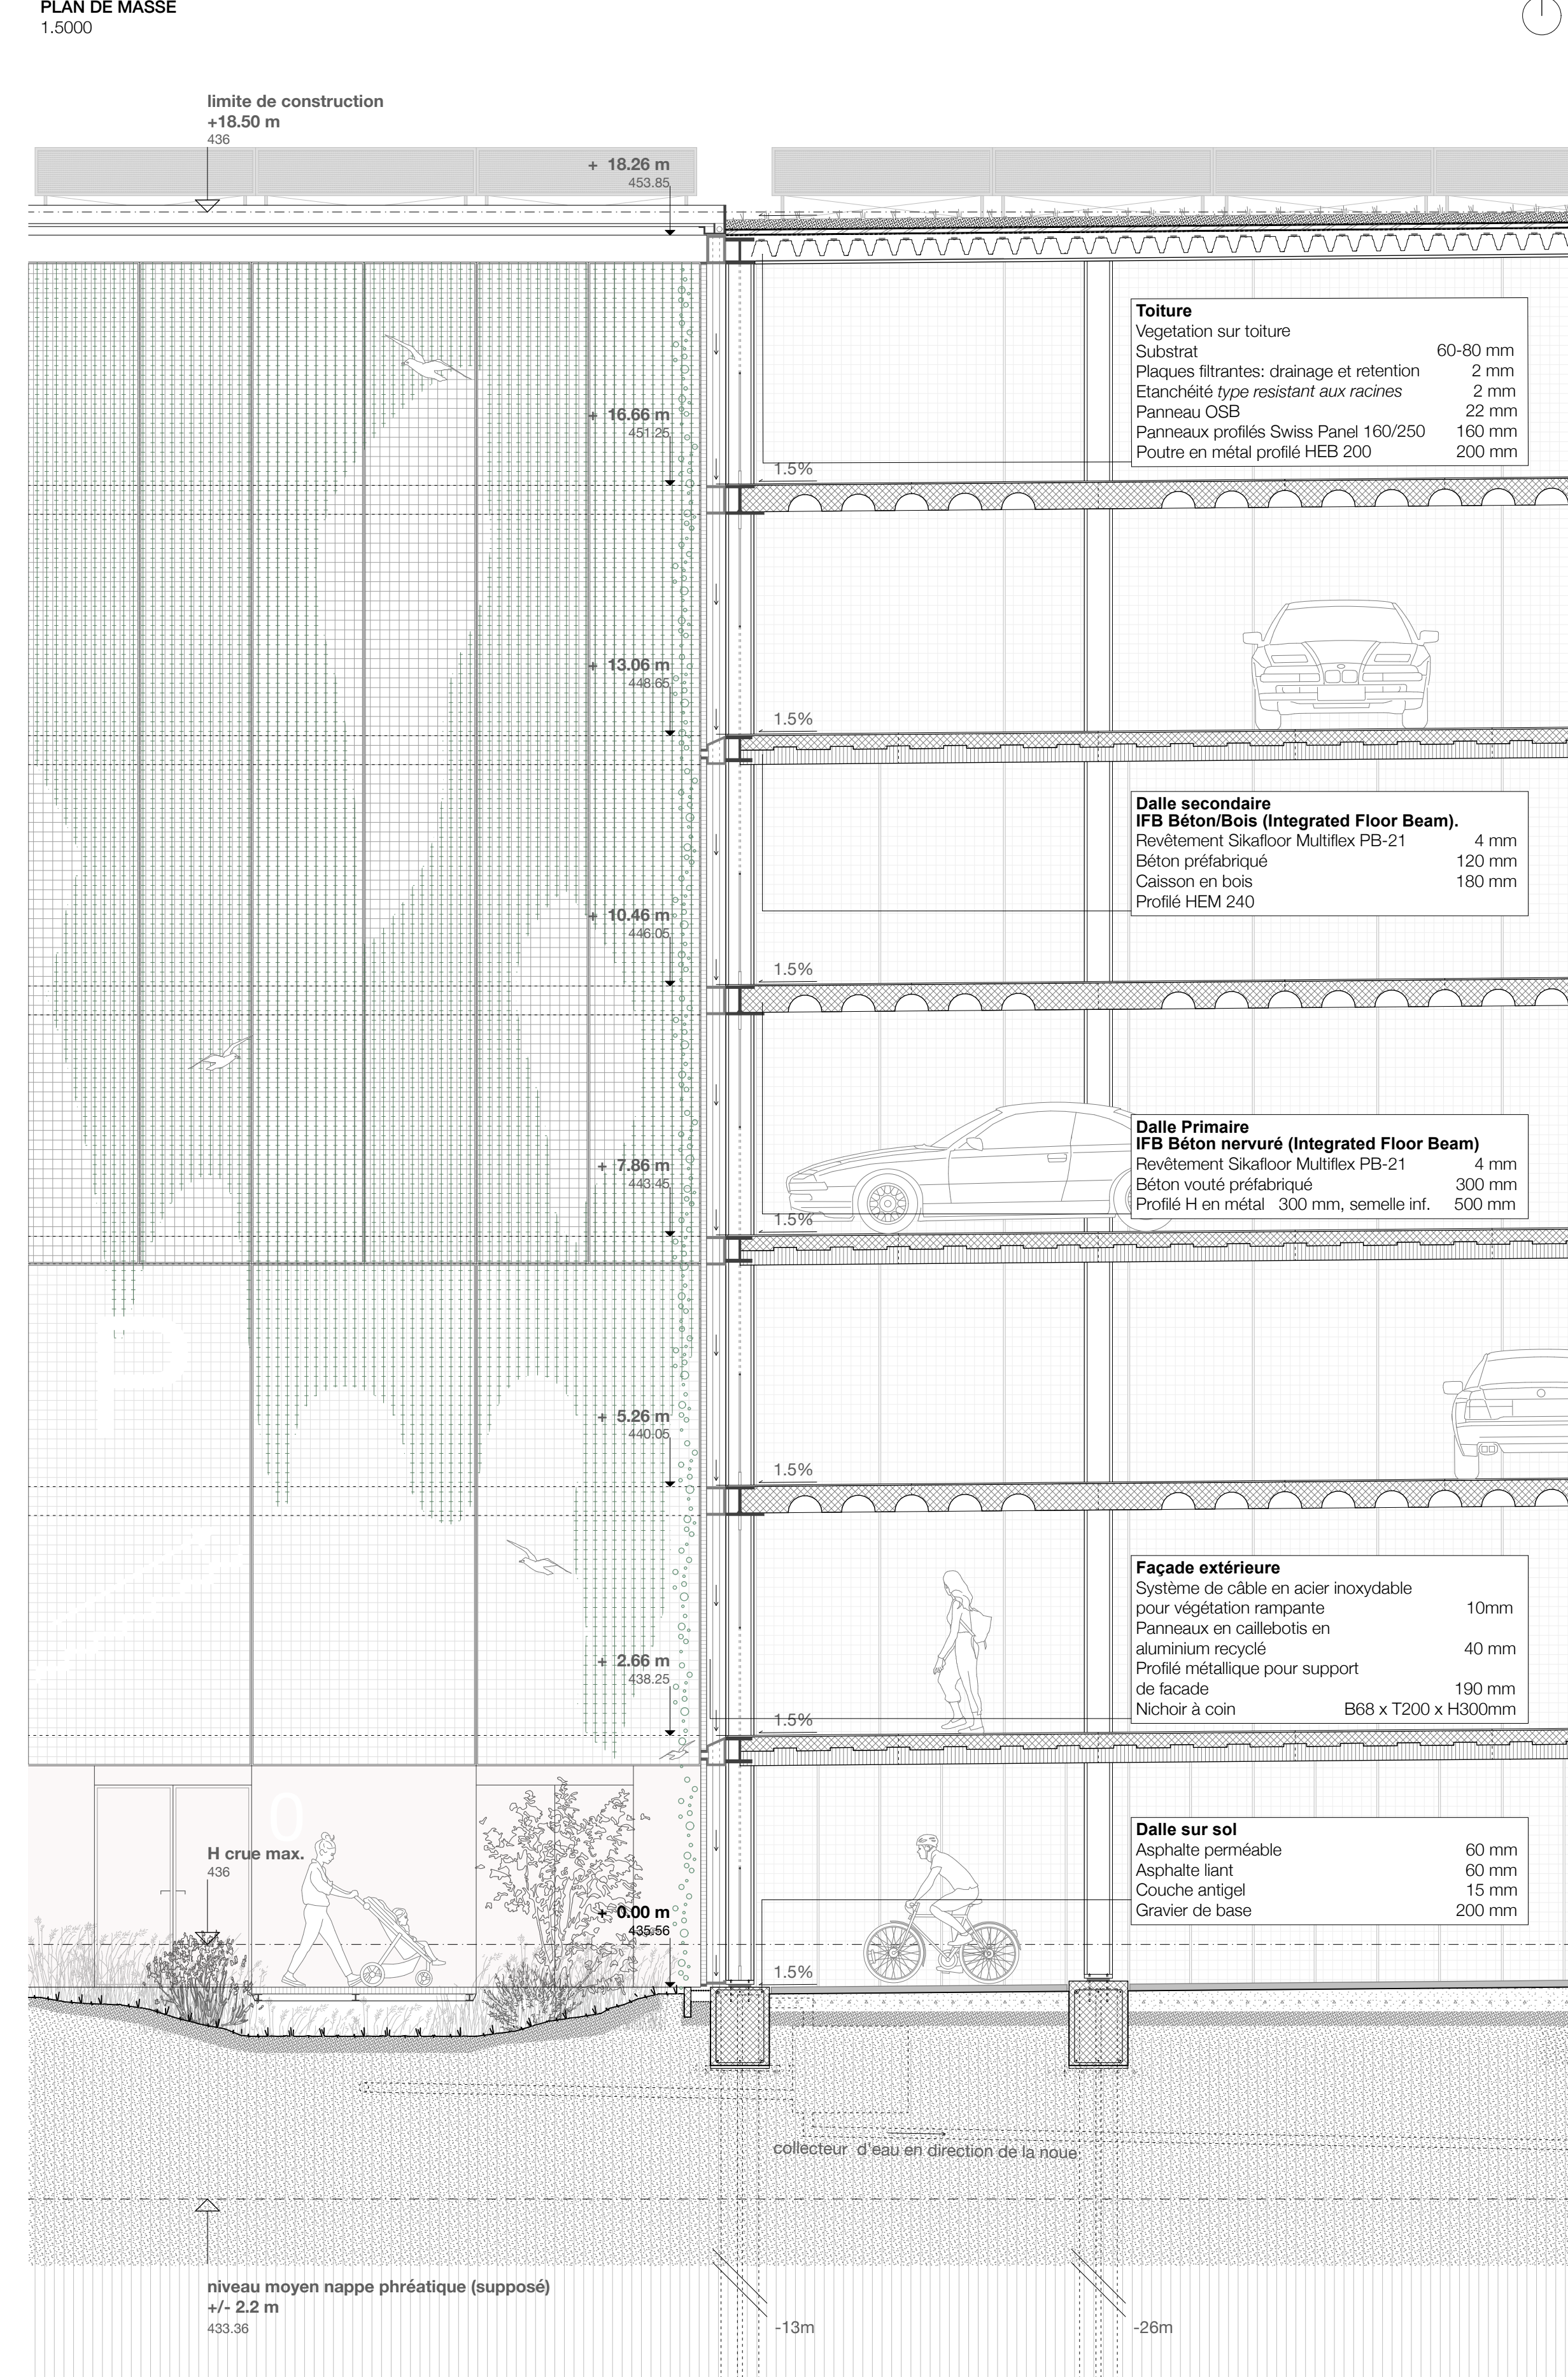 PLAN DE MASSE
1.5000
limite de construction
+18.50 m
436
+ 18.26 m
453.85
Toiture
Vegetation sur toiture
Substrat 60-80 mm
Plaques filtrantes: drainage et retention 2 mm
Etanchéité type resistant aux racines 2 mm
Panneau OSB 22 mm
Panneaux profilés Swiss Panel 160/250 160 mm
Poutre en métal profilé HEB 200 200 mm
+ 16.66 m
451.25
1.5%
+ 13.06 m
448.65
1.5%
Dalle secondaire
IFB Béton/Bois (Integrated Floor Beam).
Revêtement Sikafloor Multiflex PB-21 4 mm
Béton préfabriqué 120 mm
Caisson en bois 180 mm
Profilé HEM 240
+ 10.46 m
446.05
1.5%
Dalle Primaire
IFB Béton nervuré (Integrated Floor Beam)
Revêtement Sikafloor Multiflex PB-21 4 mm
Béton vouté préfabriqué 300 mm
Profilé H en métal 300 mm, semelle inf. 500 mm
+ 7.86 m
443.45
1.5%
P
+ 5.26 m
440.05
1.5%
Façade extérieure
Système de câble en acier inoxydable
pour végétation rampante 10mm
Panneaux en caillebotis en
aluminium recyclé 40 mm
Profilé métallique pour support
de facade 190 mm
Nichoir à coin B68 x T200 x H300mm
+ 2.66 m
438.25
1.5%
0
H crue max.
436
Dalle sur sol
Asphalte perméable 60 mm
Asphalte liant 60 mm
Couche antigel 15 mm
Gravier de base 200 mm
+ 0.00 m
435.56
1.5%
collecteur d'eau en direction de la noue
niveau moyen nappe phréatique (supposé)
+/- 2.2 m
433.36
-13m
-26m